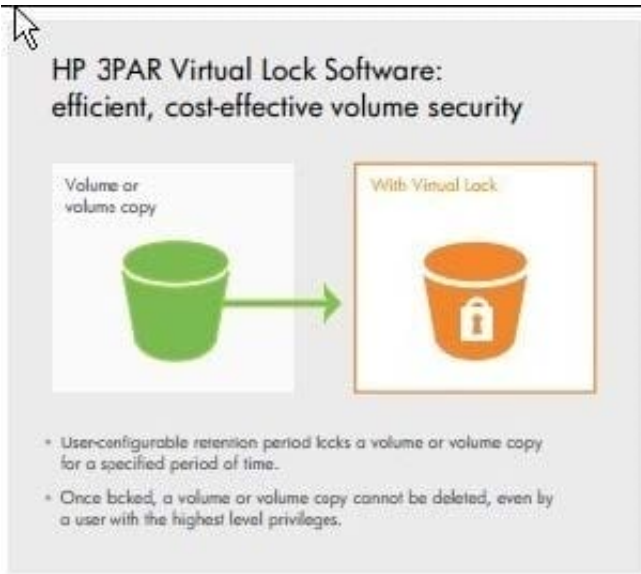 HP 3PAR Virtual Lock Software:
efficient, cost-effective volume security
Volume or
volume copy
With Virtual Lock
• User-configurable retention period locks a volume or volume copy
for a specified period of time.
• Once locked, a volume or volume copy cannot be deleted, even by
a user with the highest level privileges.